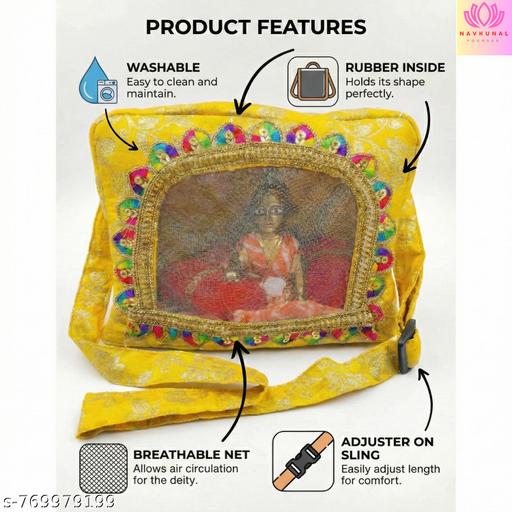 PRODUCT FEATURES
NAVKUNAL
WASHABLE
Easy to clean and
maintain.
RUBBER INSIDE
Holds its shape
perfectly.
BREATHABLE NET
Allows air circulation
for the deity.
ADJUSTER ON
SLING
Easily adjust length
for comfort.
s-769979199